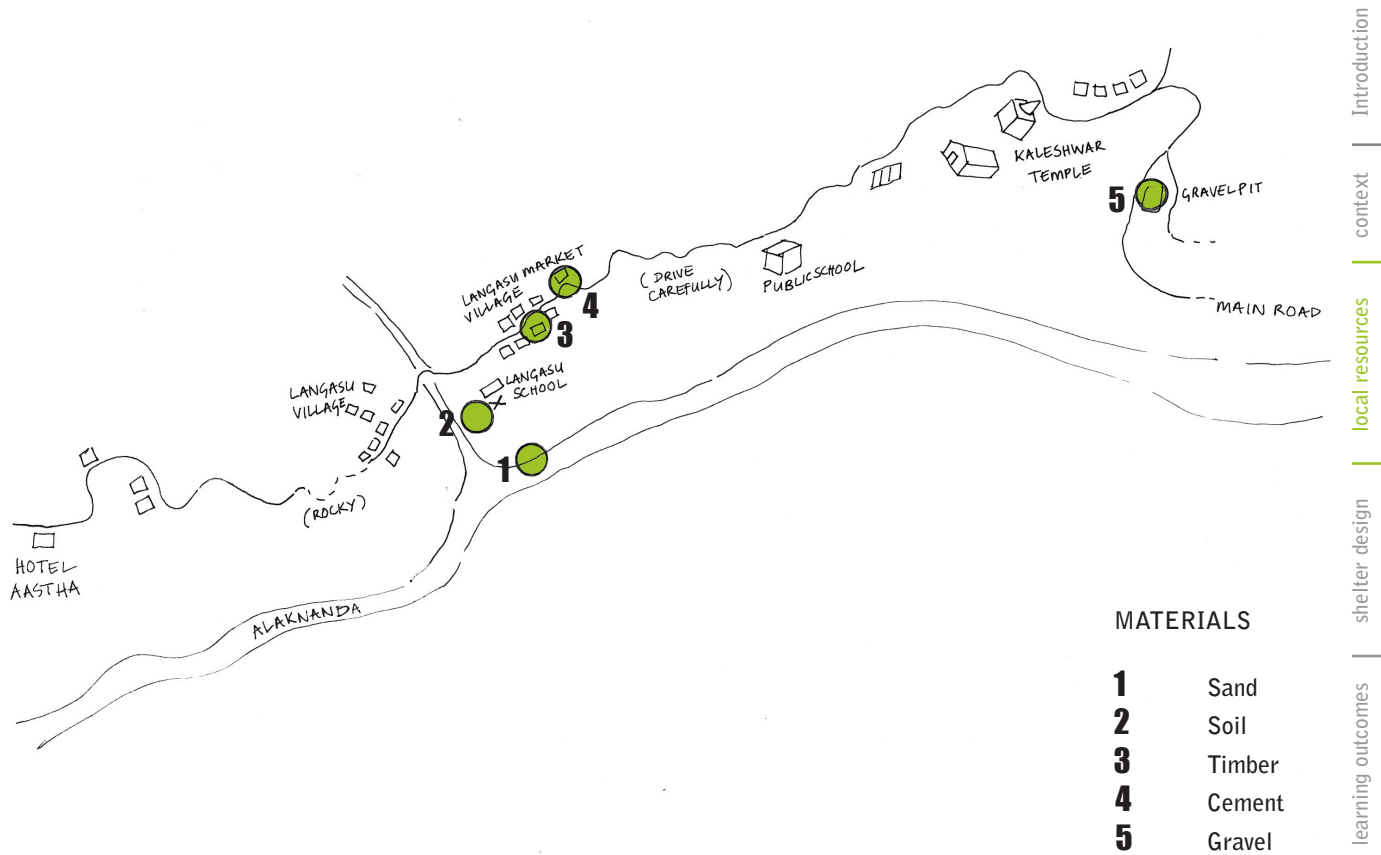 KALESHWAR
TEMPLE
5
GRAVELPIT
MAIN ROAD
LANGASU MARKET
VILLAGE
4
3
(DRIVE
CAREFULLY)
PUBLIC SCHOOL
LANGASU
SCHOOL
LANGASU
VILLAGE
2
1
(ROCKY)
HOTEL
AASTHA
ALAKNANDA
MATERIALS
1 Sand
2 Soil
3 Timber
4 Cement
5 Gravel
Introduction
context
local resources
shelter design
learning outcomes